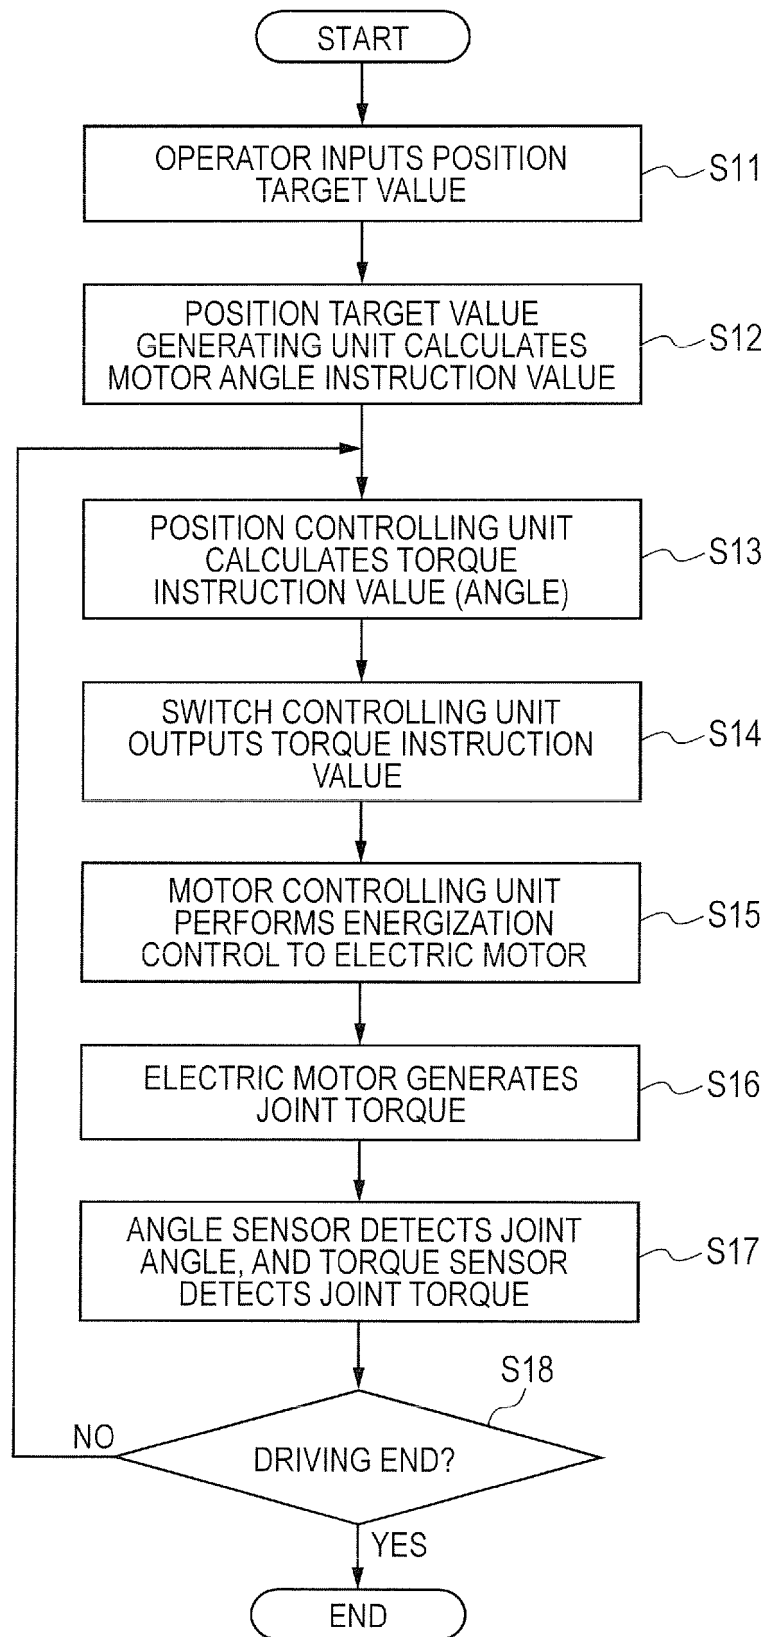 START
OPERATOR INPUTS POSITION
TARGET VALUE
S11
POSITION TARGET VALUE
GENERATING UNIT CALCULATES
MOTOR ANGLE INSTRUCTION VALUE
S12
POSITION CONTROLLING UNIT
CALCULATES TORQUE
INSTRUCTION VALUE (ANGLE)
S13
SWITCH CONTROLLING UNIT
OUTPUTS TORQUE INSTRUCTION
VALUE
S14
MOTOR CONTROLLING UNIT
PERFORMS ENERGIZATION
CONTROL TO ELECTRIC MOTOR
S15
ELECTRIC MOTOR GENERATES
JOINT TORQUE
S16
ANGLE SENSOR DETECTS JOINT
ANGLE, AND TORQUE SENSOR
DETECTS JOINT TORQUE
S17
S18
NO
DRIVING END?
YES
END